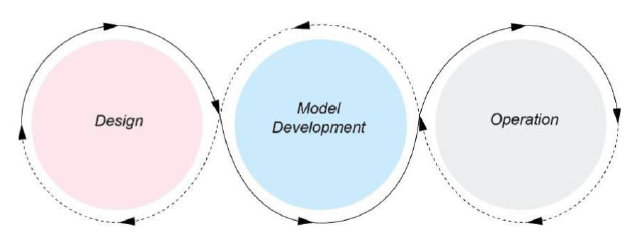 Design
Model
Development
Operation